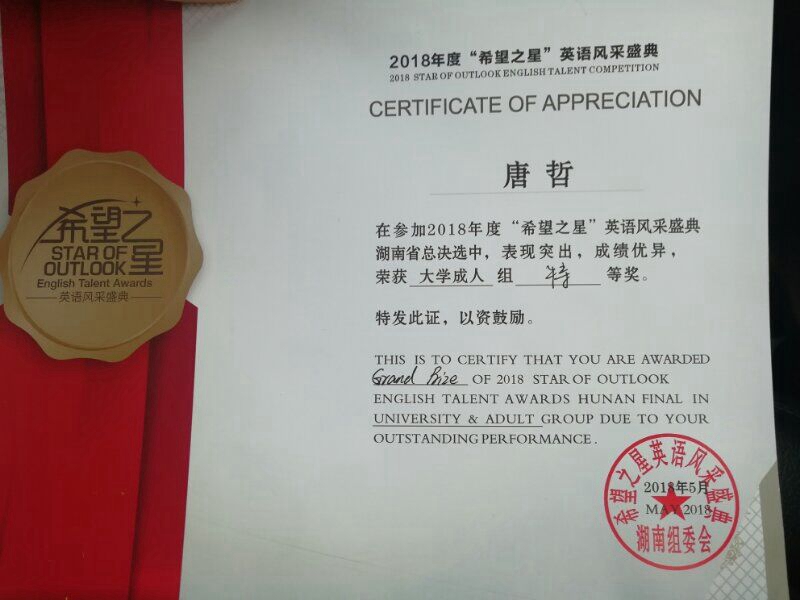 希望之星
STAR OF
OUTLOOK
English Talent Awards
英语风采盛典
2018年度“希望之星”英语风采盛典
2018 STAR OF OUTLOOK ENGLISH TALENT COMPETITION
CERTIFICATE OF APPRECIATION
唐哲
在参加2018年度“希望之星”英语风采盛典
湖南省总决选中，表现突出，成绩优异，
荣获 大学成人 组 特 等奖。
特发此证，以资鼓励。
THIS IS TO CERTIFY THAT YOU ARE AWARDED
Grand Prize OF 2018 STAR OF OUTLOOK
ENGLISH TALENT AWARDS HUNAN FINAL IN
UNIVERSITY & ADULT GROUP DUE TO YOUR
OUTSTANDING PERFORMANCE.
希望之星英语风采盛典
2018年5月
MAY 2018
湖南组委会